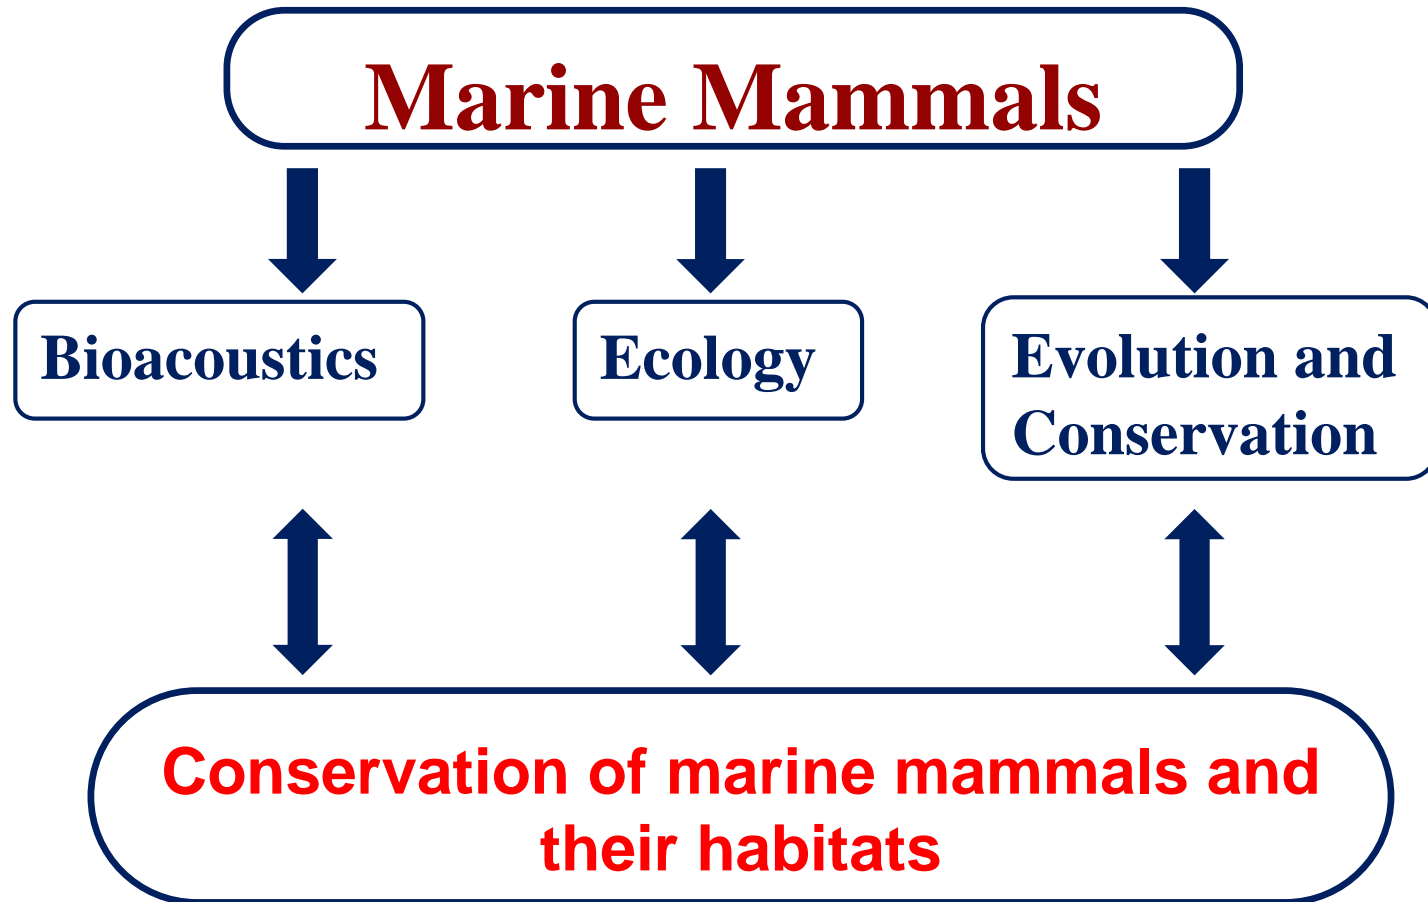 Marine Mammals
Bioacoustics
Ecology
Evolution and
Conservation
Conservation of marine mammals and
their habitats